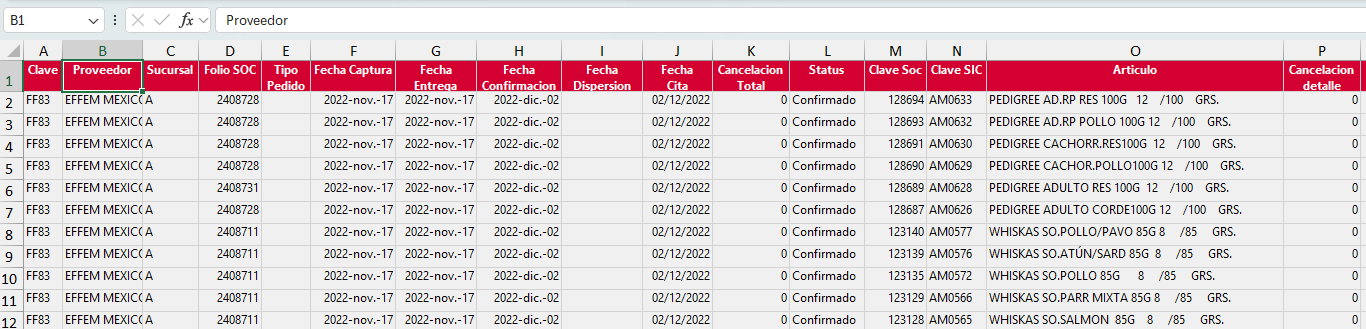 B1 fx Proveedor
A B C D E F G H I J K L M N O P
1 Clave Proveedor Sucursal Folio SOC Tipo Pedido Fecha Captura Fecha Entrega Fecha Confirmacion Fecha Dispersion Fecha Cita Cancelacion Total Status Clave Soc Clave SIC Articulo Cancelacion detalle
2 FF83 EFFEM MEXICO A 2408728 2022-nov.-17 2022-nov.-17 2022-dic.-02 02/12/2022 0 Confirmado 128694 AM0633 PEDIGREE AD.RP RES 100G 12 /100 GRS. 0
3 FF83 EFFEM MEXICO A 2408728 2022-nov.-17 2022-nov.-17 2022-dic.-02 02/12/2022 0 Confirmado 128693 AM0632 PEDIGREE AD.RP POLLO 100G 12 /100 GRS. 0
4 FF83 EFFEM MEXICO A 2408728 2022-nov.-17 2022-nov.-17 2022-dic.-02 02/12/2022 0 Confirmado 128691 AM0630 PEDIGREE CACHORR.RES100G 12 /100 GRS. 0
5 FF83 EFFEM MEXICO A 2408728 2022-nov.-17 2022-nov.-17 2022-dic.-02 02/12/2022 0 Confirmado 128690 AM0629 PEDIGREE CACHOR.POLLO100G 12 /100 GRS. 0
6 FF83 EFFEM MEXICO A 2408731 2022-nov.-17 2022-nov.-17 2022-dic.-02 02/12/2022 0 Confirmado 128689 AM0628 PEDIGREE ADULTO RES 100G 12 /100 GRS. 0
7 FF83 EFFEM MEXICO A 2408728 2022-nov.-17 2022-nov.-17 2022-dic.-02 02/12/2022 0 Confirmado 128687 AM0626 PEDIGREE ADULTO CORDE100G 12 /100 GRS. 0
8 FF83 EFFEM MEXICO A 2408711 2022-nov.-17 2022-nov.-17 2022-dic.-02 02/12/2022 0 Confirmado 123140 AM0577 WHISKAS SO.POLLO/PAVO 85G 8 /85 GRS. 0
9 FF83 EFFEM MEXICO A 2408711 2022-nov.-17 2022-nov.-17 2022-dic.-02 02/12/2022 0 Confirmado 123139 AM0576 WHISKAS SO.ATÚN/SARD 85G 8 /85 GRS. 0
10 FF83 EFFEM MEXICO A 2408711 2022-nov.-17 2022-nov.-17 2022-dic.-02 02/12/2022 0 Confirmado 123135 AM0572 WHISKAS SO.POLLO 85G 8 /85 GRS. 0
11 FF83 EFFEM MEXICO A 2408711 2022-nov.-17 2022-nov.-17 2022-dic.-02 02/12/2022 0 Confirmado 123129 AM0566 WHISKAS SO.PARR MIXTA 85G 8 /85 GRS. 0
12 FF83 EFFEM MEXICO A 2408711 2022-nov.-17 2022-nov.-17 2022-dic.-02 02/12/2022 0 Confirmado 123128 AM0565 WHISKAS SO.SALMON 85G 8 /85 GRS. 0